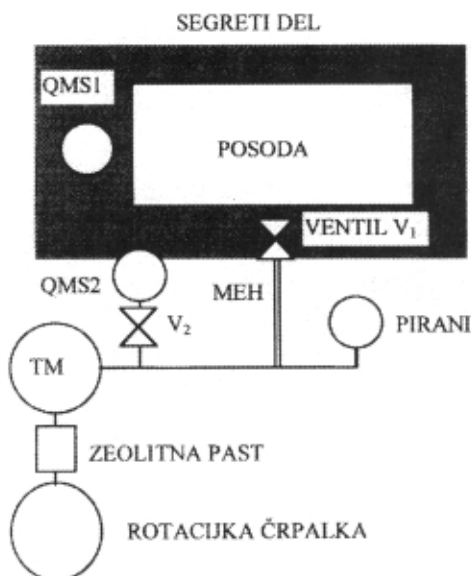 SEGRETI DEL
QMS1
POSODA
VENTIL V₁
QMS2
MEH
V₂
PIRANI
TM
ZEOLITNA PAST
ROTACIJKA ČRPALKA